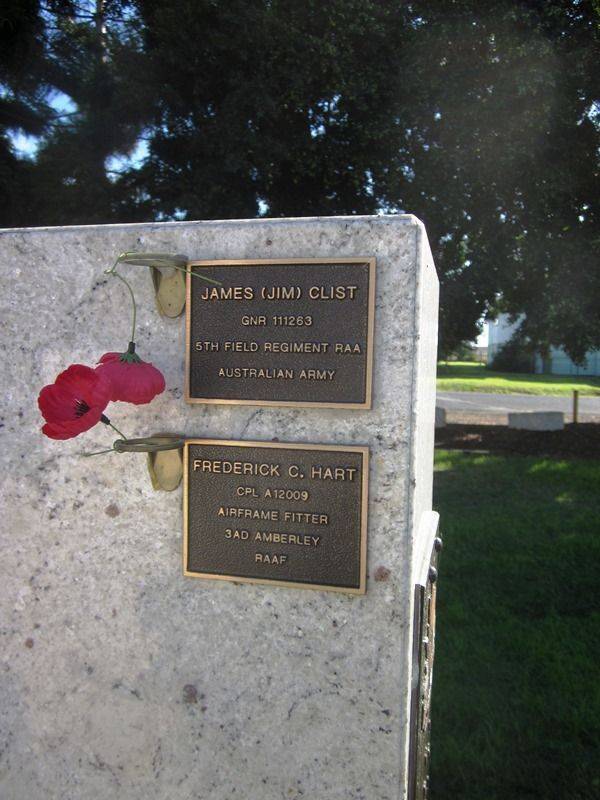 JAMES (JIM) CLIST
GNR 111263
5TH FIELD REGIMENT RAA
AUSTRALIAN ARMY
FREDERICK C. HART
CPL A12009
AIRFRAME FITTER
3AD AMBERLEY
RAAF